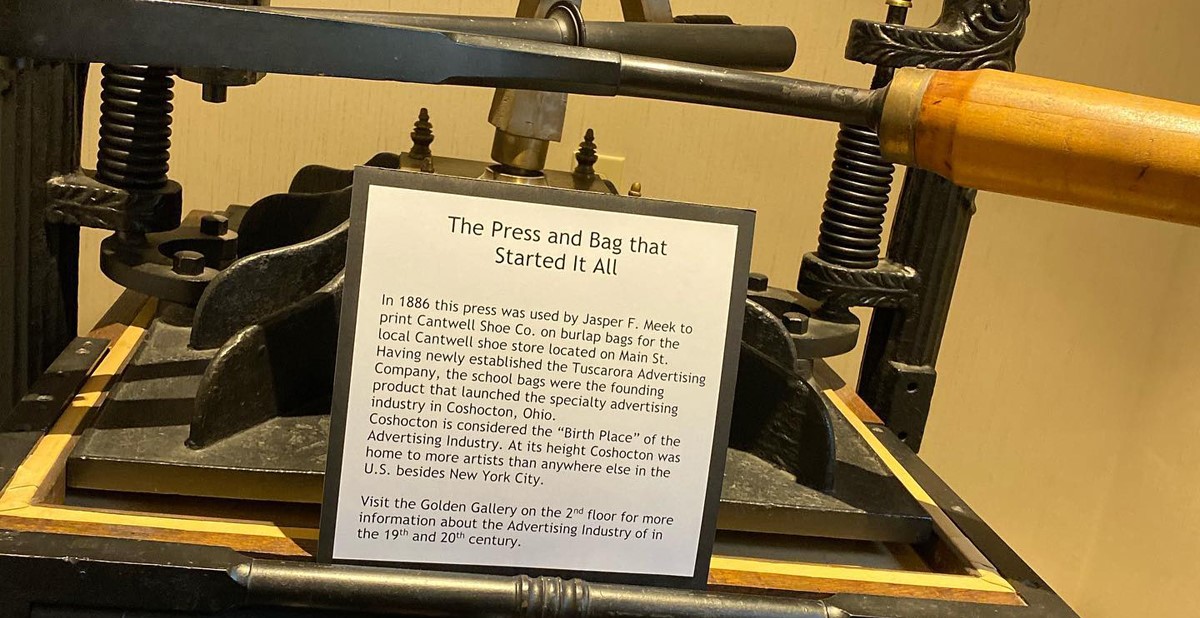 The Press and Bag that
Started It All
In 1886 this press was used by Jasper F. Meek to
print Cantwell Shoe Co. on burlap bags for the
local Cantwell shoe store located on Main St.
Having newly established the Tuscarora Advertising
Company, the school bags were the founding
product that launched the specialty advertising
industry in Coshocton, Ohio.
Coshocton is considered the “Birth Place” of the
Advertising Industry. At its height Coshocton was
home to more artists than anywhere else in the
U.S. besides New York City.
Visit the Golden Gallery on the 2nd floor for more
information about the Advertising Industry of in
the 19th and 20th century.